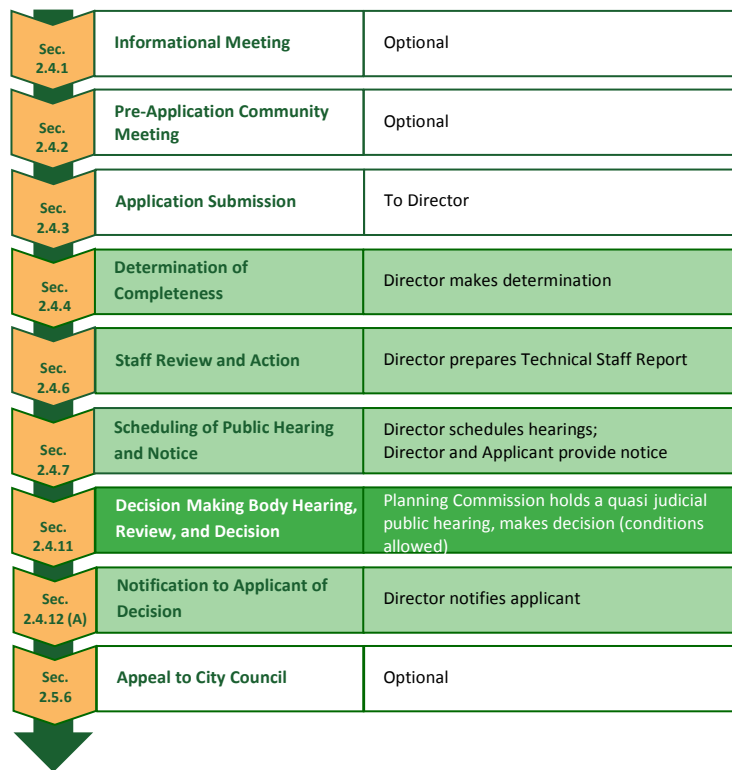 Sec.
2.4.1
Informational Meeting
Optional
Sec.
2.4.2
Pre-Application Community
Meeting
Optional
Sec.
2.4.3
Application Submission
To Director
Sec.
2.4.4
Determination of
Completeness
Director makes determination
Sec.
2.4.6
Staff Review and Action
Director prepares Technical Staff Report
Sec.
2.4.7
Scheduling of Public Hearing
and Notice
Director schedules hearings;
Director and Applicant provide notice
Sec.
2.4.11
Decision Making Body Hearing,
Review, and Decision
Planning Commission holds a quasi judicial
public hearing, makes decision (conditions
allowed)
Sec.
2.4.12 (A)
Notification to Applicant of
Decision
Director notifies applicant
Sec.
2.5.6
Appeal to City Council
Optional